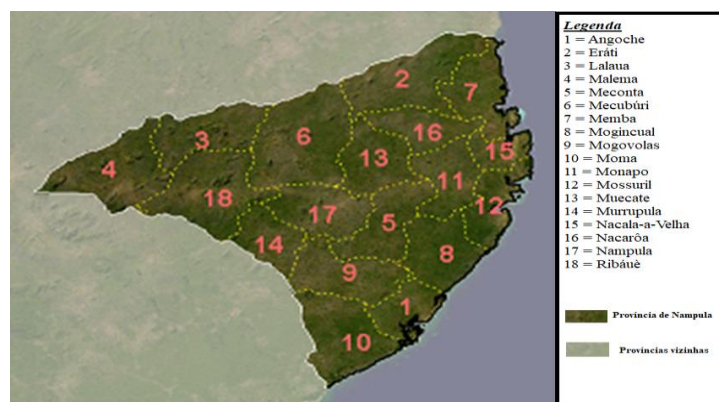 Legenda
1 = Angoche
2 = Eráti
3 = Lalaua
4 = Malema
5 = Meconta
6 = Mecubúri
7 = Memba
8 = Mogincual
9 = Mogovolas
10 = Moma
11 = Monapo
12 = Mossuril
13 = Muecate
14 = Murrupula
15 = Nacala-a-Velha
16 = Nacarôa
17 = Nampula
18 = Ribáuè
Província de Nampula
Províncias vizinhas
2
7
16
3
6
15
13
4
11
18
12
17
5
14
8
9
1
10